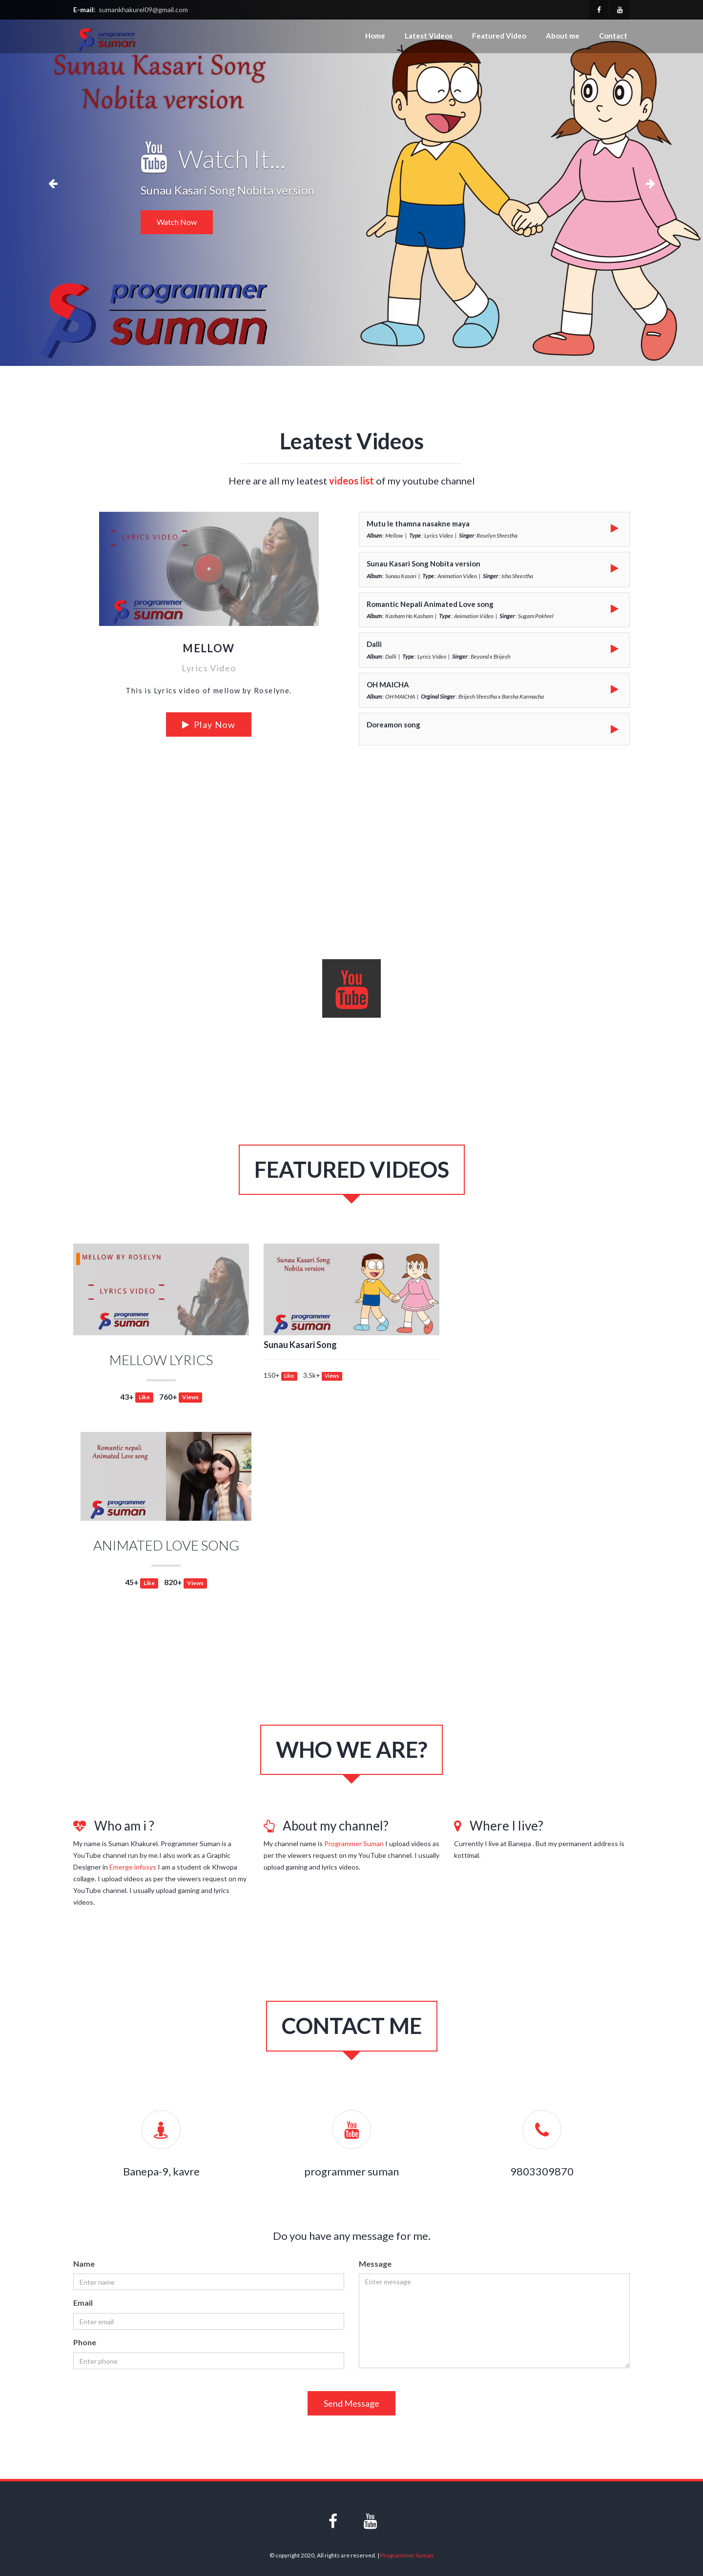 E-mail: sumankhakurel09@gmail.com
programmer
suman
Home Latest Videos Featured Video About me Contact
Sunau Kasari Song
Nobita version
You
Tube
Watch It...
Sunau Kasari Song Nobita version
Watch Now
programmer
suman
Leatest Videos
Here are all my leatest videos list of my youtube channel
LYRICS VIDEO
programmer
suman
MELLOW
Lyrics Video
This is Lyrics video of mellow by Roselyne.
Play Now
Mutu le thamna nasakne maya
Album : Mellow | Type : Lyrics Video | Singer :Roselyn Shrestha
Sunau Kasari Song Nobita version
Album : Sunau Kasari | Type : Animation Video | Singer : Isha Shrestha
Romantic Nepali Animated Love song
Album : Kasham Ho Kasham | Type : Animation Video | Singer : Sugam Pokhrel
Dalli
Album : Dalli | Type : Lyrics Video | Singer : Beyond x Brijesh
OH MAICHA
Album : OH MAICHA | Orginal Singer : Brijesh Shrestha x Barsha Karmacha
Doreamon song
You
Tube
FEATURED VIDEOS
MELLOW BY ROSELYN
LYRICS VIDEO
programmer
suman
MELLOW LYRICS
43+ Like 760+ Views
Sunau Kasari Song
Nobita version
programmer
suman
Sunau Kasari Song
150+ Like 3.5k+ Views
Romantic nepali
Animated Love song
programmer
suman
ANIMATED LOVE SONG
45+ Like 820+ Views
WHO WE ARE?
Who am i ?
My name is Suman Khakurel. Programmer Suman is a
YouTube channel run by me.I also work as a Graphic
Designer in Emerge infosys I am a student ok Khwopa
collage. I upload videos as per the viewers request on my
YouTube channel. I usually upload gaming and lyrics
videos.
About my channel?
My channel name is Programmer Suman I upload videos as
per the viewers request on my YouTube channel. I usually
upload gaming and lyrics videos.
Where I live?
Currently I live at Banepa . But my permanent address is
kottimal.
CONTACT ME
You
Tube
Banepa-9, kavre
programmer suman
9803309870
Do you have any message for me.
Name
Enter name
Email
Enter email
Phone
Enter phone
Message
Enter message
Send Message
You
Tube
© copyright 2020, All rights are reserved. | Programmer Suman